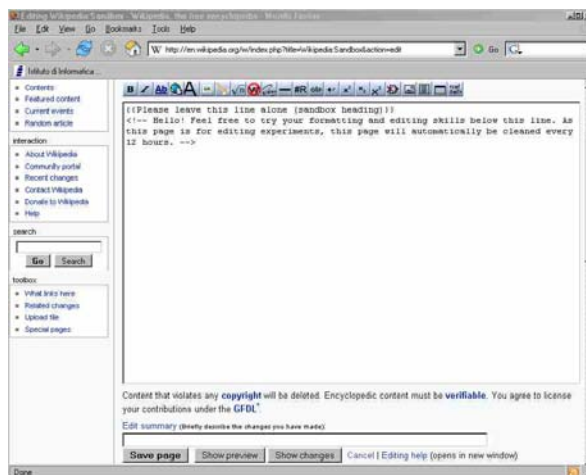 Editing Wikipedia:Sandbox - Wikipedia, the free encyclopedia - Mozilla Firefox
File Edit View Go Bookmarks Tools Help
http://en.wikipedia.org/w/index.php?title=Wikipedia:Sandbox&action=edit Go
Istituto di Informatica ...
Contents
Featured content
Current events
Random article
interaction
About Wikipedia
Community portal
Recent changes
Contact Wikipedia
Donate to Wikipedia
Help
search
Go Search
toolbox
What links here
Related changes
Upload file
Special pages
{{Please leave this line alone (sandbox heading)}}
<!-- Hello! Feel free to try your formatting and editing skills below this line. As
this page is for editing experiments, this page will automatically be cleaned every
12 hours. -->
Content that violates any copyright will be deleted. Encyclopedic content must be verifiable. You agree to license
your contributions under the GFDL*.
Edit summary (Briefly describe the changes you have made):
Save page Show preview Show changes Cancel | Editing help (opens in new window)
Done